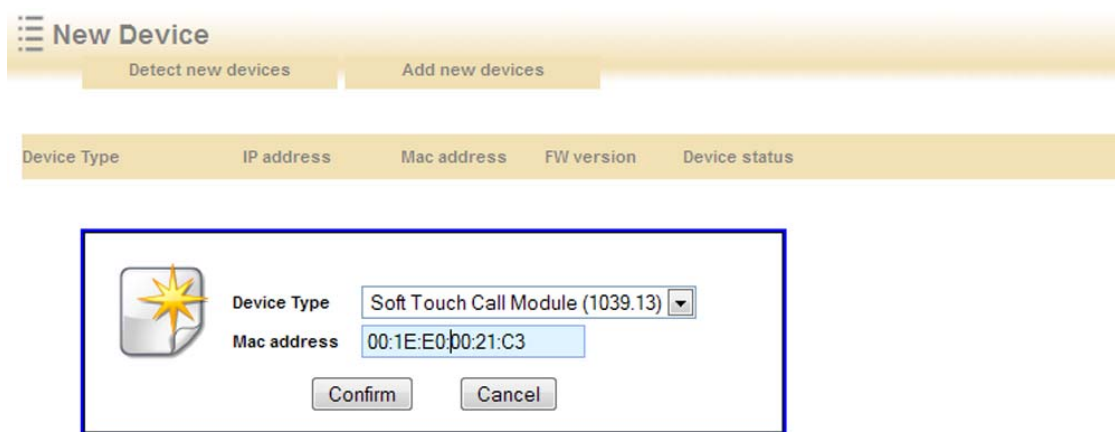 New Device
Detect new devices Add new devices
Device Type IP address Mac address FW version Device status
Device Type Soft Touch Call Module (1039.13)
Mac address 00:1E:E0:00:21:C3
Confirm Cancel